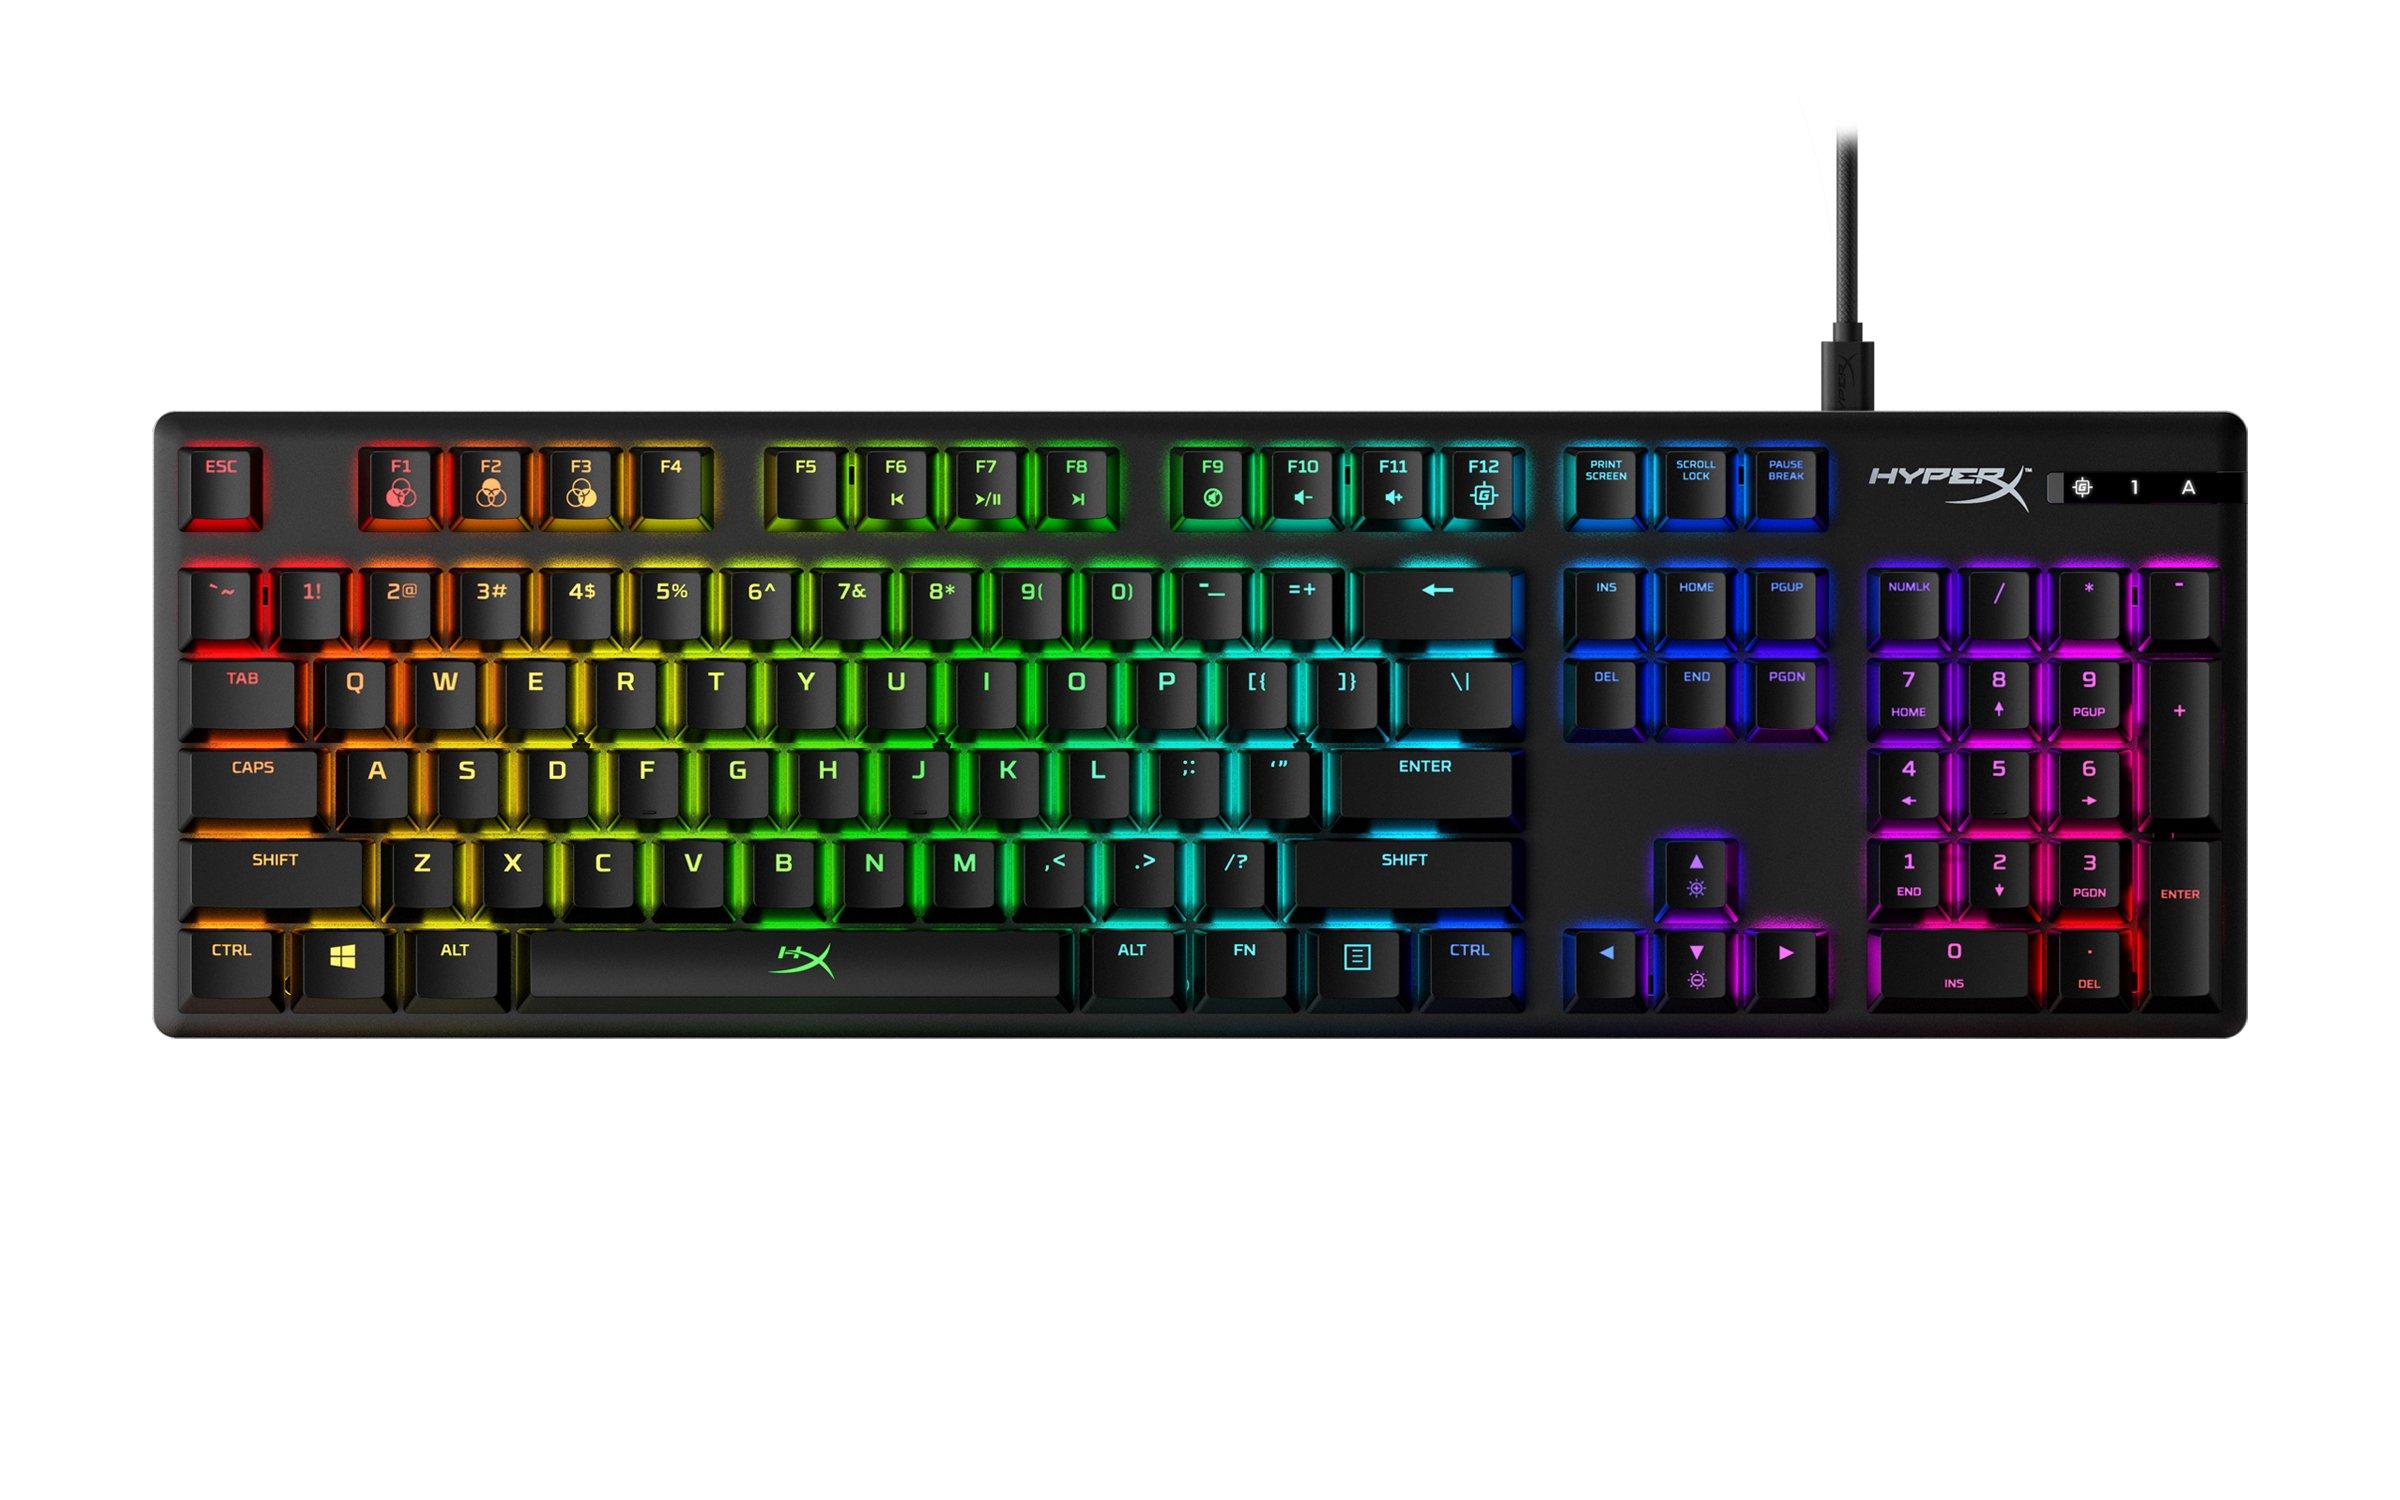 HYPERX
ESC F1 F2 F3 F4 F5 F6 F7 F8 F9 F10 F11 F12 PRINT SCREEN SCROLL LOCK PAUSE BREAK HYPERX™ G 1 A
`~ 1! 2@ 3# 4$ 5% 6^ 7& 8* 9( 0) -_ =+ ← INS HOME PGUP NUMLK / * -
TAB Q W E R T Y U I O P [{ ]} \| DEL END PGDN 7 HOME 8 ↑ 9 PGUP +
CAPS A S D F G H J K L ;: '" ENTER 4 ← 5 6 →
SHIFT Z X C V B N M ,< .> /? SHIFT ▲ 1 END 2 ↓ 3 PGDN ENTER
CTRL ALT HX ALT FN CTRL ◀ ▼ ▶ 0 INS . DEL